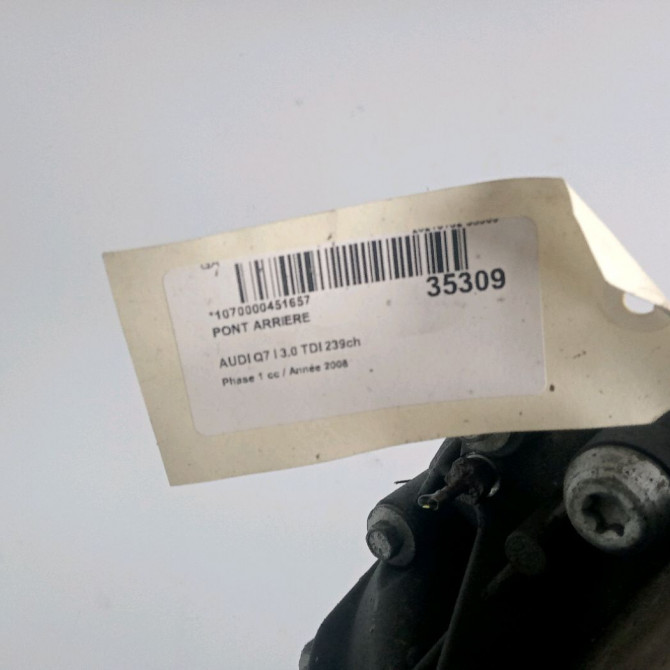 35309
*1070000451657
PONT ARRIERE
AUDI Q7 I 3.0 TDI 239ch
Phase 1 cc / Année 2008